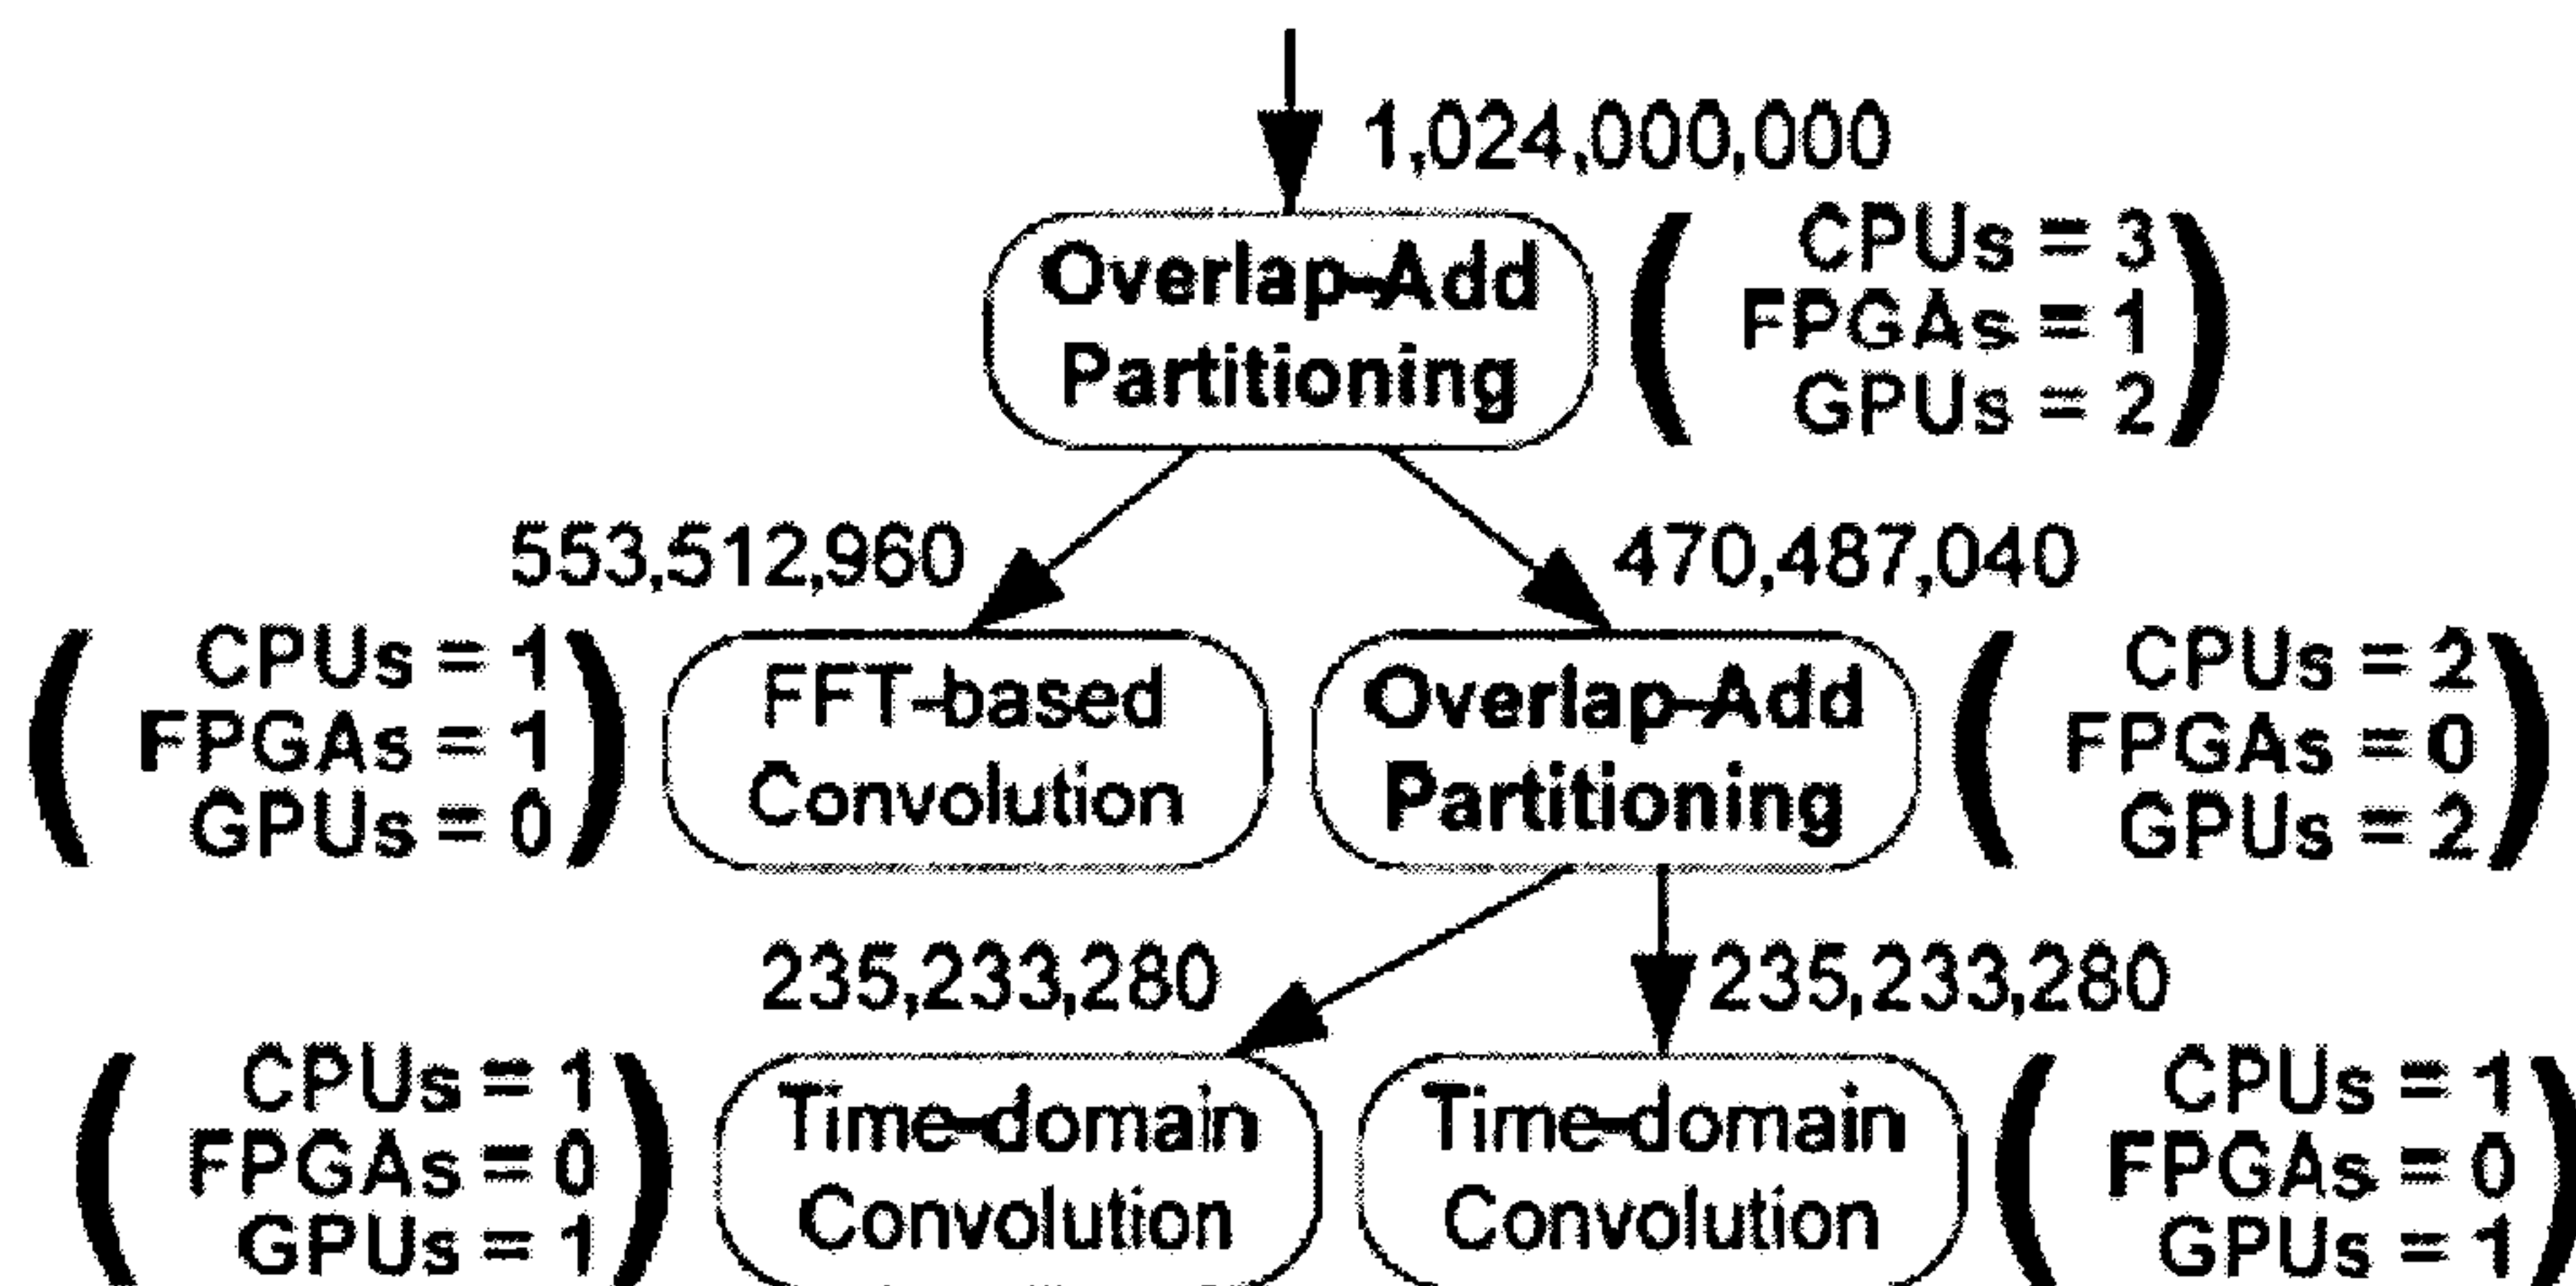 1,024,000,000
Overlap-Add
Partitioning
CPUs = 3
FPGAs = 1
GPUs = 2
553,512,960
470,487,040
CPUs = 1
FPGAs = 1
GPUs = 0
FFT-based
Convolution
Overlap-Add
Partitioning
CPUs = 2
FPGAs = 0
GPUs = 2
235,233,280
235,233,280
CPUs = 1
FPGAs = 0
GPUs = 1
Time-domain
Convolution
Time-domain
Convolution
CPUs = 1
FPGAs = 0
GPUs = 1